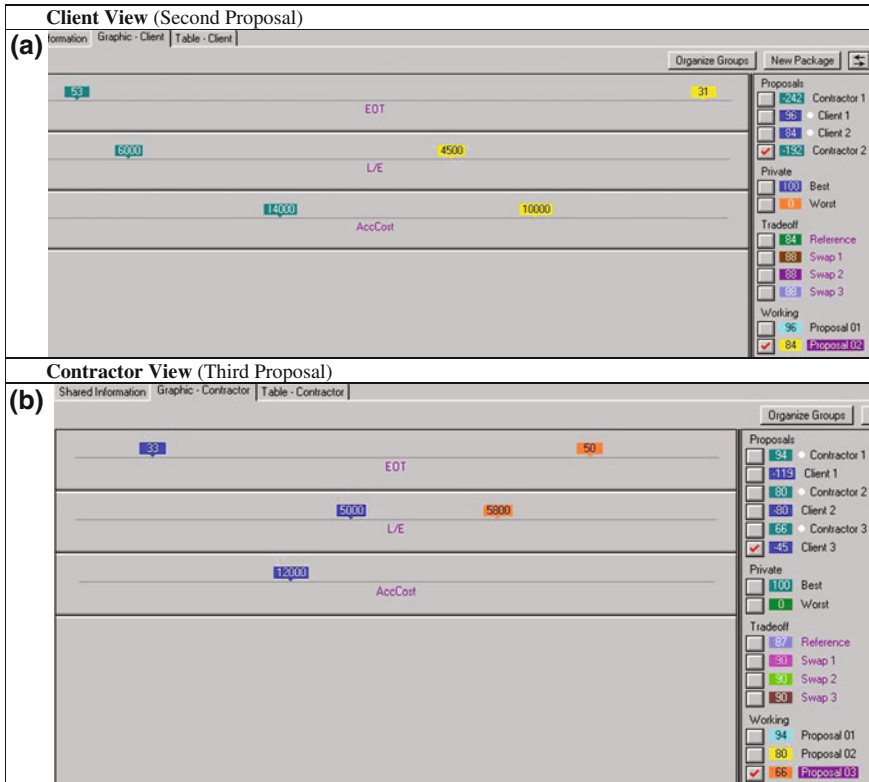 Client View (Second Proposal)
(a)
formation Graphic - Client Table - Client
Organize Groups New Package
53 31
EOT
6000 4500
L/E
14000 10000
AccCost
Proposals
-242 Contractor 1
96 Client 1
84 Client 2
-192 Contractor 2
Private
100 Best
0 Worst
Tradeoff
84 Reference
88 Swap 1
88 Swap 2
88 Swap 3
Working
96 Proposal 01
84 Proposal 02
Contractor View (Third Proposal)
(b)
Shared Information Graphic - Contractor Table - Contractor
Organize Groups
33 50
EOT
5000 5800
L/E
12000
AccCost
Proposals
94 Contractor 1
-119 Client 1
80 Contractor 2
-80 Client 2
66 Contractor 3
-45 Client 3
Private
100 Best
0 Worst
Tradeoff
87 Reference
90 Swap 1
90 Swap 2
90 Swap 3
Working
94 Proposal 01
80 Proposal 02
66 Proposal 03